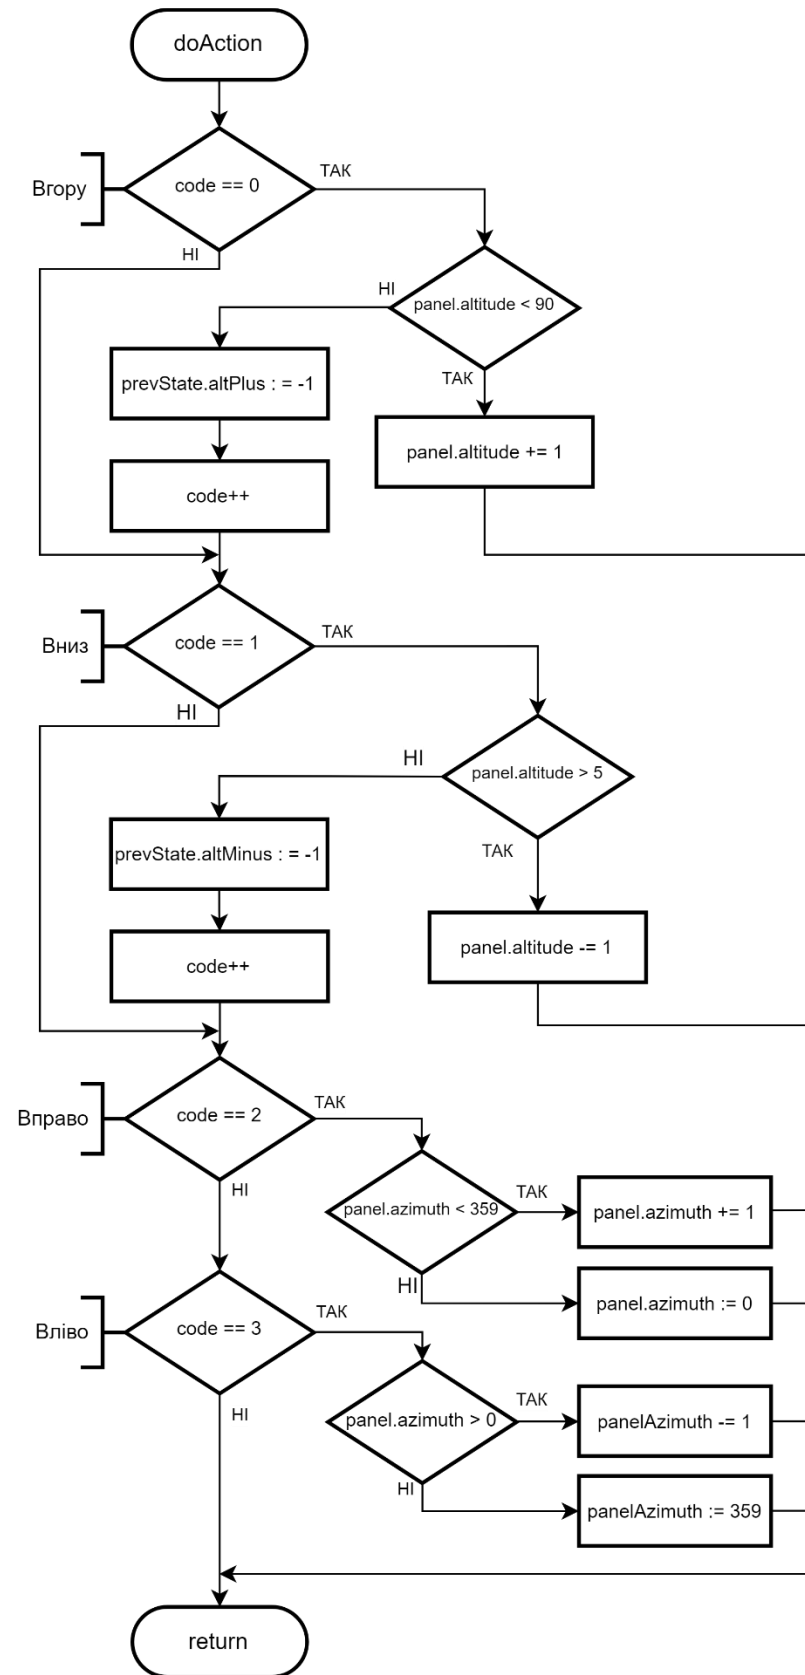 doAction
Вгору
code == 0
ТАК
НІ
panel.altitude < 90
НІ
ТАК
prevState.altPlus : = -1
panel.altitude += 1
code++
Вниз
code == 1
ТАК
НІ
panel.altitude > 5
НІ
ТАК
prevState.altMinus : = -1
panel.altitude -= 1
code++
Вправо
code == 2
ТАК
НІ
panel.azimuth < 359
ТАК
panel.azimuth += 1
НІ
panel.azimuth := 0
Вліво
code == 3
ТАК
НІ
panel.azimuth > 0
ТАК
panelAzimuth -= 1
НІ
panelAzimuth := 359
return